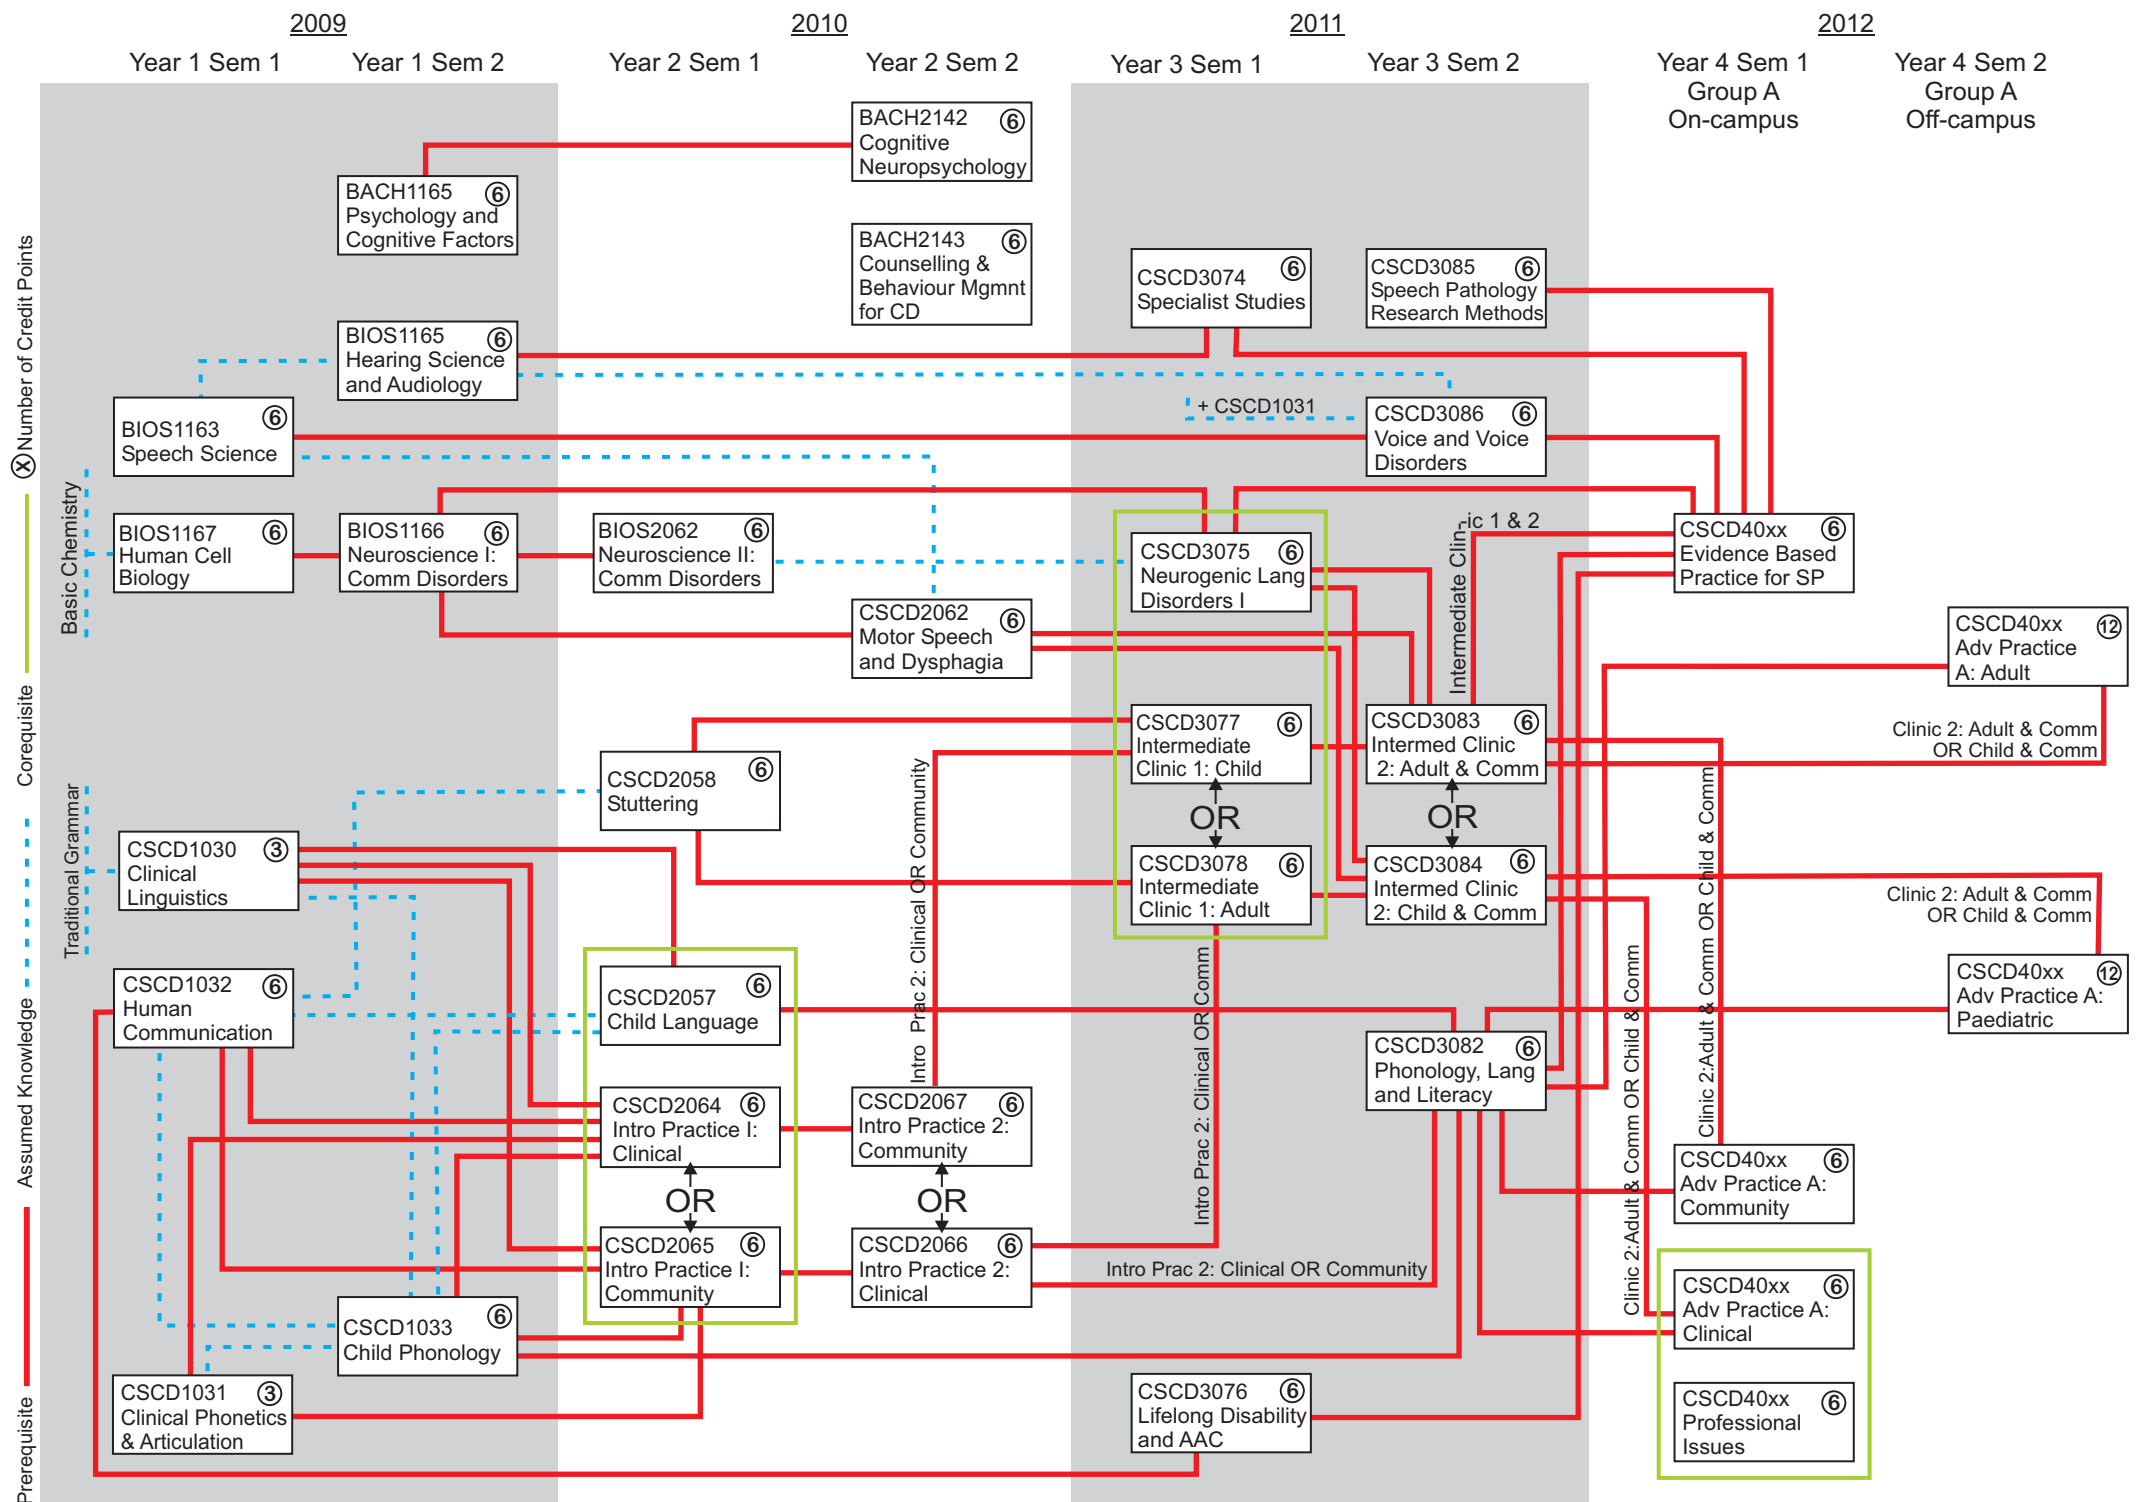 2009
2010
2011
2012
Year 1 Sem 1
Year 1 Sem 2
Year 2 Sem 1
Year 2 Sem 2
Year 3 Sem 1
Year 3 Sem 2
Year 4 Sem 1
Group A
On-campus
Year 4 Sem 2
Group A
Off-campus
Prerequisite
Assumed Knowledge
Corequisite
X Number of Credit Points
Basic Chemistry
Traditional Grammar
BIOS1163 6
Speech Science
BIOS1167 6
Human Cell
Biology
CSCD1030 3
Clinical
Linguistics
CSCD1032 6
Human
Communication
CSCD1031 3
Clinical Phonetics
& Articulation
BACH1165 6
Psychology and
Cognitive Factors
BIOS1165 6
Hearing Science
and Audiology
BIOS1166 6
Neuroscience I:
Comm Disorders
CSCD1033 6
Child Phonology
BIOS2062 6
Neuroscience II:
Comm Disorders
CSCD2058 6
Stuttering
CSCD2057 6
Child Language
CSCD2064 6
Intro Practice I:
Clinical
OR
CSCD2065 6
Intro Practice I:
Community
BACH2142 6
Cognitive
Neuropsychology
BACH2143 6
Counselling &
Behaviour Mgmnt
for CD
CSCD2062 6
Motor Speech
and Dysphagia
Intro Prac 2: Clinical OR Community
CSCD2067 6
Intro Practice 2:
Community
OR
CSCD2066 6
Intro Practice 2:
Clinical
CSCD3074 6
Specialist Studies
+ CSCD1031
CSCD3075 6
Neurogenic Lang
Disorders I
CSCD3077 6
Intermediate
Clinic 1: Child
OR
CSCD3078 6
Intermediate
Clinic 1: Adult
Intro Prac 2: Clinical OR Comm
Intro Prac 2: Clinical OR Community
CSCD3076 6
Lifelong Disability
and AAC
CSCD3085 6
Speech Pathology
Research Methods
CSCD3086 6
Voice and Voice
Disorders
Intermediate Clin-
ic 1 & 2
CSCD3083 6
Intermed Clinic
2: Adult & Comm
OR
CSCD3084 6
Intermed Clinic
2: Child & Comm
CSCD3082 6
Phonology, Lang
and Literacy
Clinic 2:Adult & Comm OR Child & Comm
Clinic 2:Adult & Comm OR Child & Comm
CSCD40xx 6
Evidence Based
Practice for SP
CSCD40xx 6
Adv Practice A:
Community
CSCD40xx 6
Adv Practice A:
Clinical
CSCD40xx 6
Professional
Issues
CSCD40xx 12
Adv Practice
A: Adult
Clinic 2: Adult & Comm
OR Child & Comm
Clinic 2: Adult & Comm
OR Child & Comm
CSCD40xx 12
Adv Practice A:
Paediatric